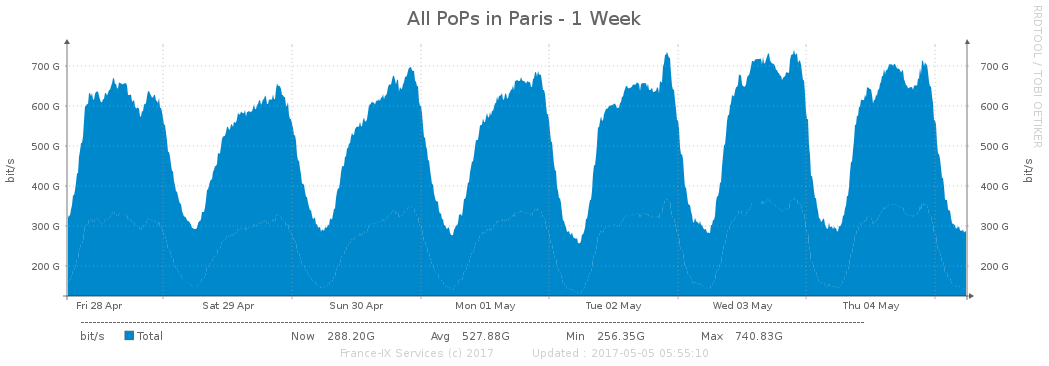 All PoPs in Paris - 1 Week
RRDTOOL / TOBI OETIKER
700 G 700 G
600 G 600 G
500 G 500 G
400 G 400 G
300 G 300 G
200 G 200 G
bit/s bit/s
Fri 28 Apr Sat 29 Apr Sun 30 Apr Mon 01 May Tue 02 May Wed 03 May Thu 04 May
bit/s Total Now 288.20G Avg 527.88G Min 256.35G Max 740.83G
France-IX Services (c) 2017 Updated : 2017-05-05 05:55:10